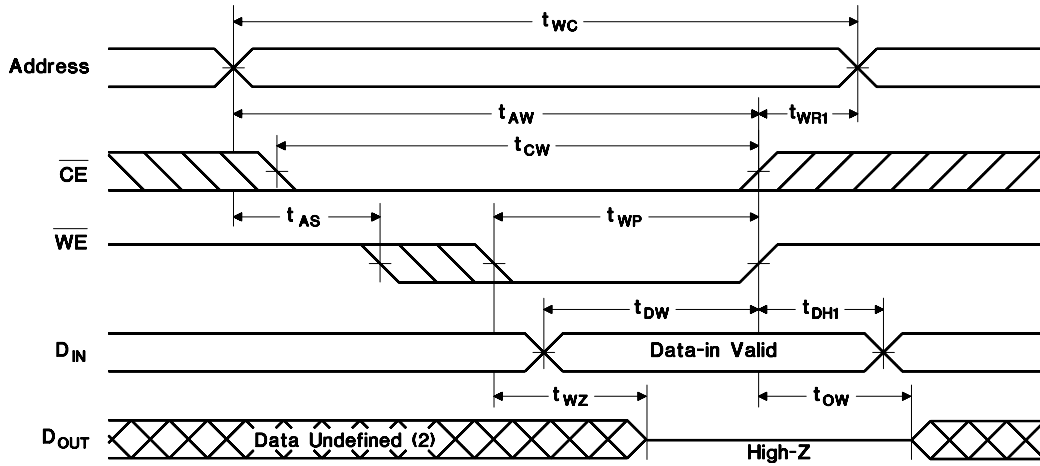 tWC
Address
tAW
tWR1
tCW
CE
tAS
tWP
WE
tDW
tDH1
DIN
Data-in Valid
tWZ
tOW
DOUT
Data Undefined (2)
High-Z